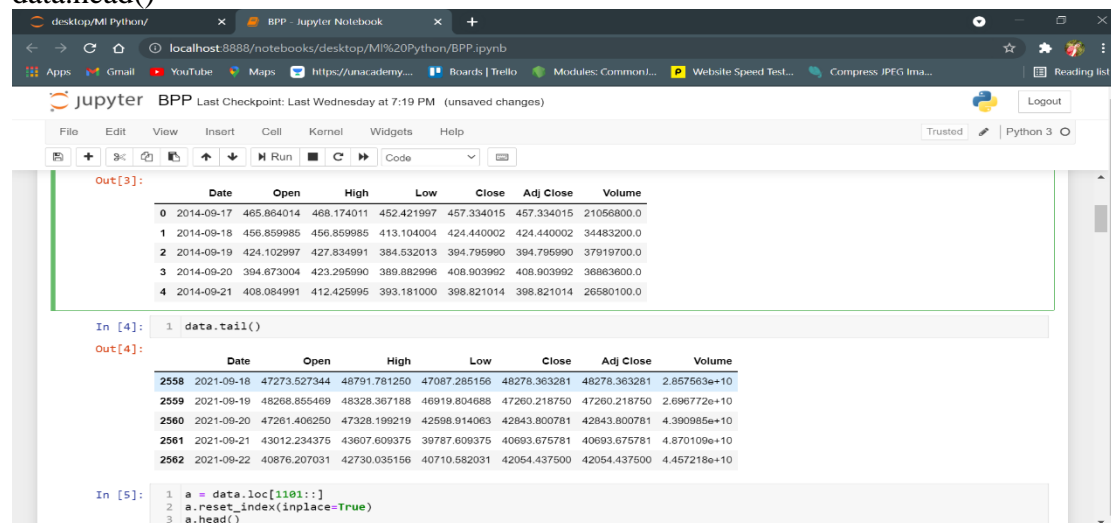 data.head()
desktop/Ml Python/ BPP - Jupyter Notebook
localhost:8888/notebooks/desktop/Ml%20Python/BPP.ipynb
Apps Gmail YouTube Maps https://unacademy.... Boards | Trello Modules: CommonJ... Website Speed Test... Compress JPEG Ima... Reading list
jupyter BPP Last Checkpoint: Last Wednesday at 7:19 PM (unsaved changes) Logout
File Edit View Insert Cell Kernel Widgets Help Trusted Python 3
Run Code
Out[3]:
Date Open High Low Close Adj Close Volume
0 2014-09-17 465.864014 468.174011 452.421997 457.334015 457.334015 21056800.0
1 2014-09-18 456.859985 456.859985 413.104004 424.440002 424.440002 34483200.0
2 2014-09-19 424.102997 427.834991 384.532013 394.795990 394.795990 37919700.0
3 2014-09-20 394.673004 423.295990 389.882996 408.903992 408.903992 36863600.0
4 2014-09-21 408.084991 412.425995 393.181000 398.821014 398.821014 26580100.0
In [4]: 1 data.tail()
Out[4]:
Date Open High Low Close Adj Close Volume
2558 2021-09-18 47273.527344 48791.781250 47087.285156 48278.363281 48278.363281 2.857563e+10
2559 2021-09-19 48268.855469 48328.367188 46919.804688 47260.218750 47260.218750 2.696772e+10
2560 2021-09-20 47261.406250 47328.199219 42598.914063 42843.800781 42843.800781 4.390985e+10
2561 2021-09-21 43012.234375 43607.609375 39787.609375 40693.675781 40693.675781 4.870109e+10
2562 2021-09-22 40876.207031 42730.035156 40710.582031 42054.437500 42054.437500 4.457218e+10
In [5]: 1 a = data.loc[1101::]
2 a.reset_index(inplace=True)
3 a.head()